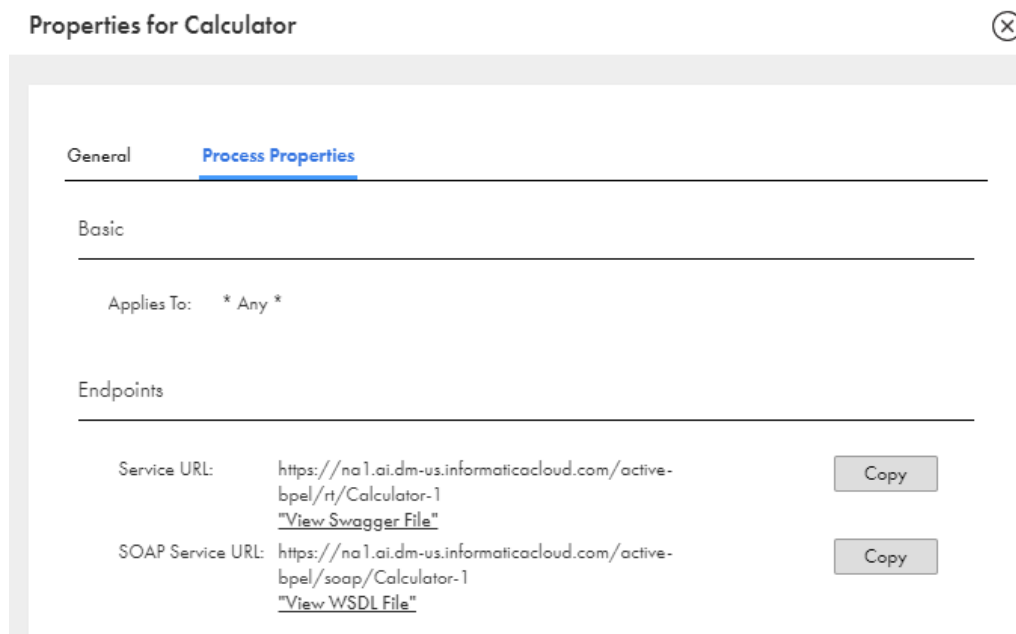 Properties for Calculator
General Process Properties
Basic
Applies To: * Any *
Endpoints
Service URL: https://na1.ai.dm-us.informaticacloud.com/active-
bpel/rt/Calculator-1
Copy
"View Swagger File"
SOAP Service URL: https://na1.ai.dm-us.informaticacloud.com/active-
bpel/soap/Calculator-1
Copy
"View WSDL File"